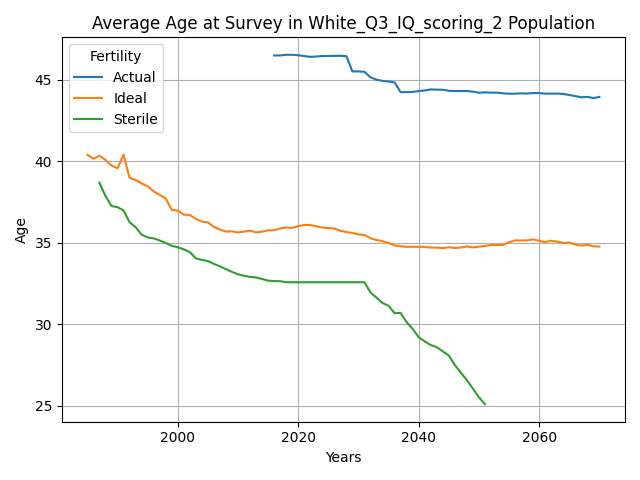 Average Age at Survey in White_Q3_IQ_scoring_2 Population
Fertility
Actual
Ideal
Sterile
Age
45
40
35
30
25
2000
2020
2040
2060
Years